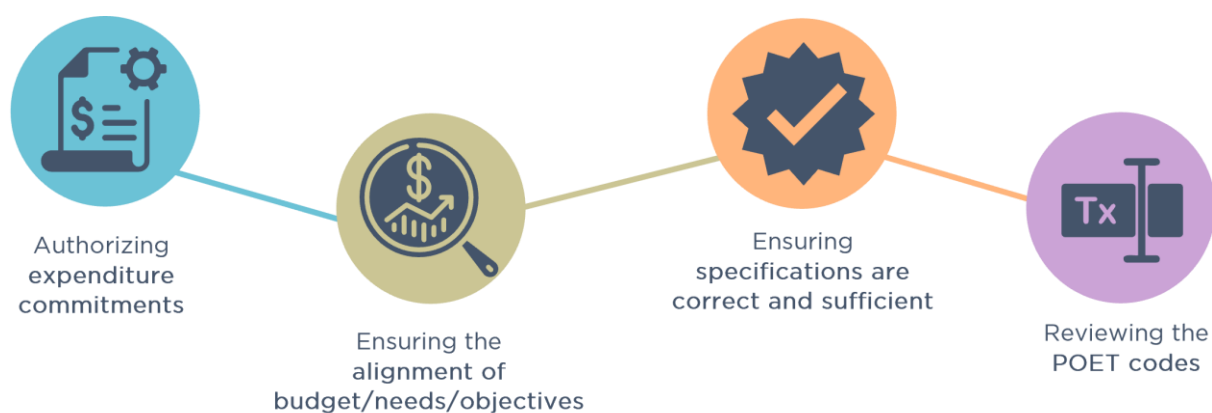 Authorizing
expenditure
commitments
Ensuring the
alignment of
budget/needs/objectives
Ensuring
specifications are
correct and sufficient
Tx
Reviewing the
POET codes